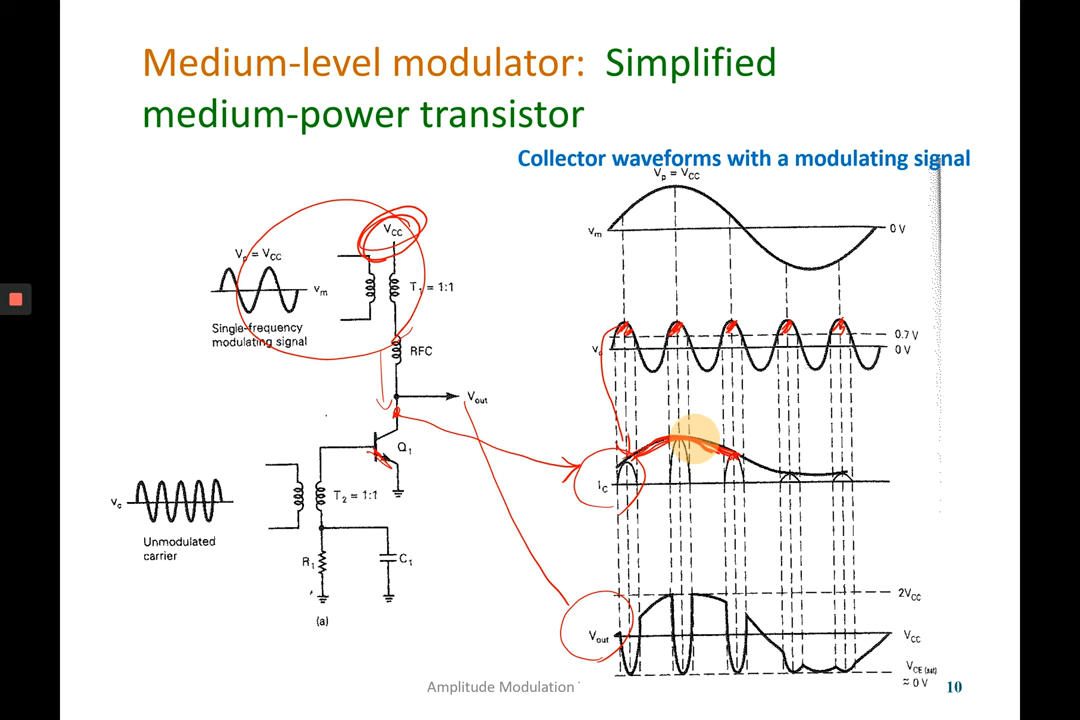 Medium-level modulator: Simplified
medium-power transistor
Collector waveforms with a modulating signal
Vp = VCC
VCC
Vm
0 V
Vp = VCC
Vm
T1 = 1:1
Single-frequency
modulating signal
RFC
0.7 V
0 V
Vout
Q1
IC
Vc
T2 = 1:1
Unmodulated
carrier
R1
C1
2VCC
(a)
Vout
VCC
VCE (sat)
≈ 0 V
Amplitude Modulation
10